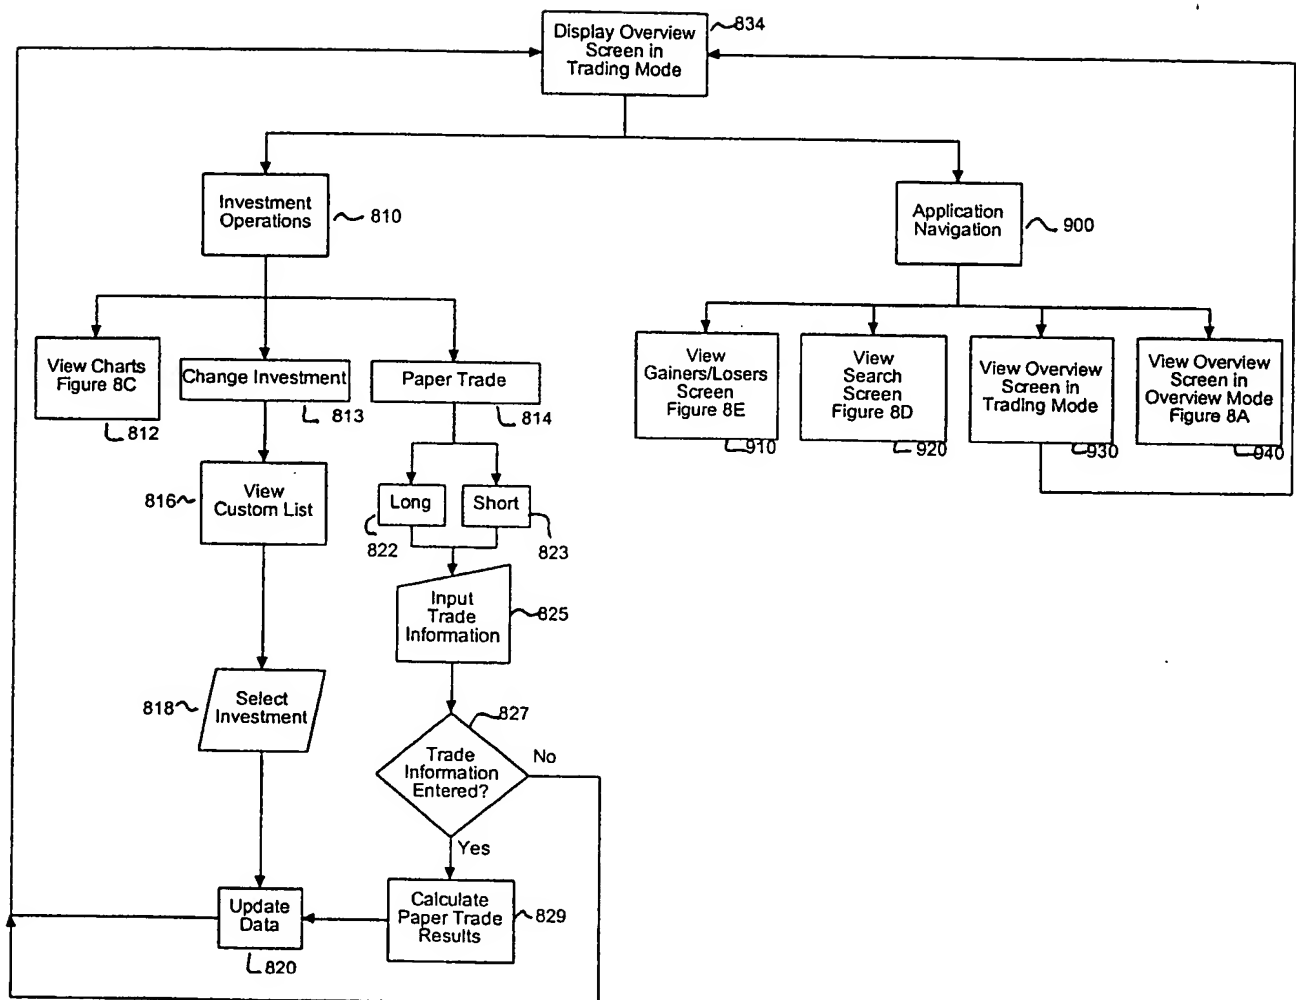 Display Overview
Screen in
Trading Mode
834
Investment
Operations
810
Application
Navigation
900
View Charts
Figure 8C
812
Change Investment
813
Paper Trade
814
View
Gainers/Losers
Screen
Figure 8E
910
View
Search
Screen
Figure 8D
920
View Overview
Screen in
Trading Mode
930
View Overview
Screen in
Overview Mode
Figure 8A
940
816
View
Custom List
Long
822
Short
823
Input
Trade
Information
825
818
Select
Investment
827
Trade
Information
Entered?
No
Yes
Update
Data
820
Calculate
Paper Trade
Results
829